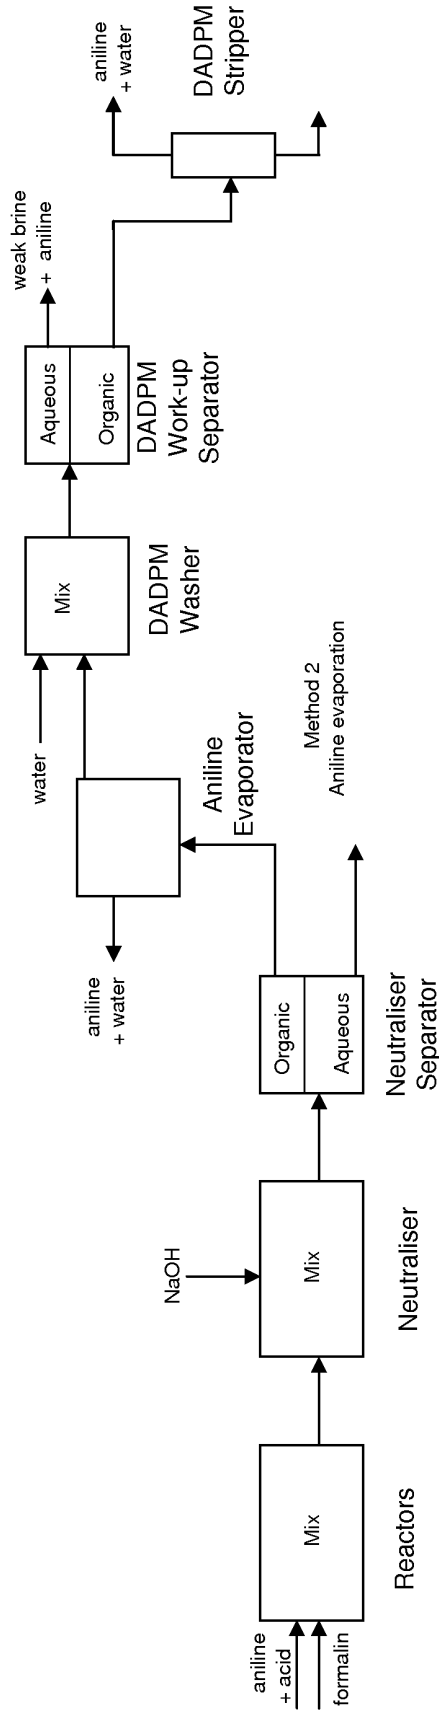 aniline
+ acid
formalin
Mix
Reactors
NaOH
Mix
Neutraliser
Organic
Aqueous
Neutraliser
Separator
aniline
+ water
Aniline
Evaporator
Method 2
Aniline evaporation
water
Mix
DADPM
Washer
Aqueous
Organic
DADPM
Work-up
Separator
weak brine
+ aniline
aniline
+ water
DADPM
Stripper